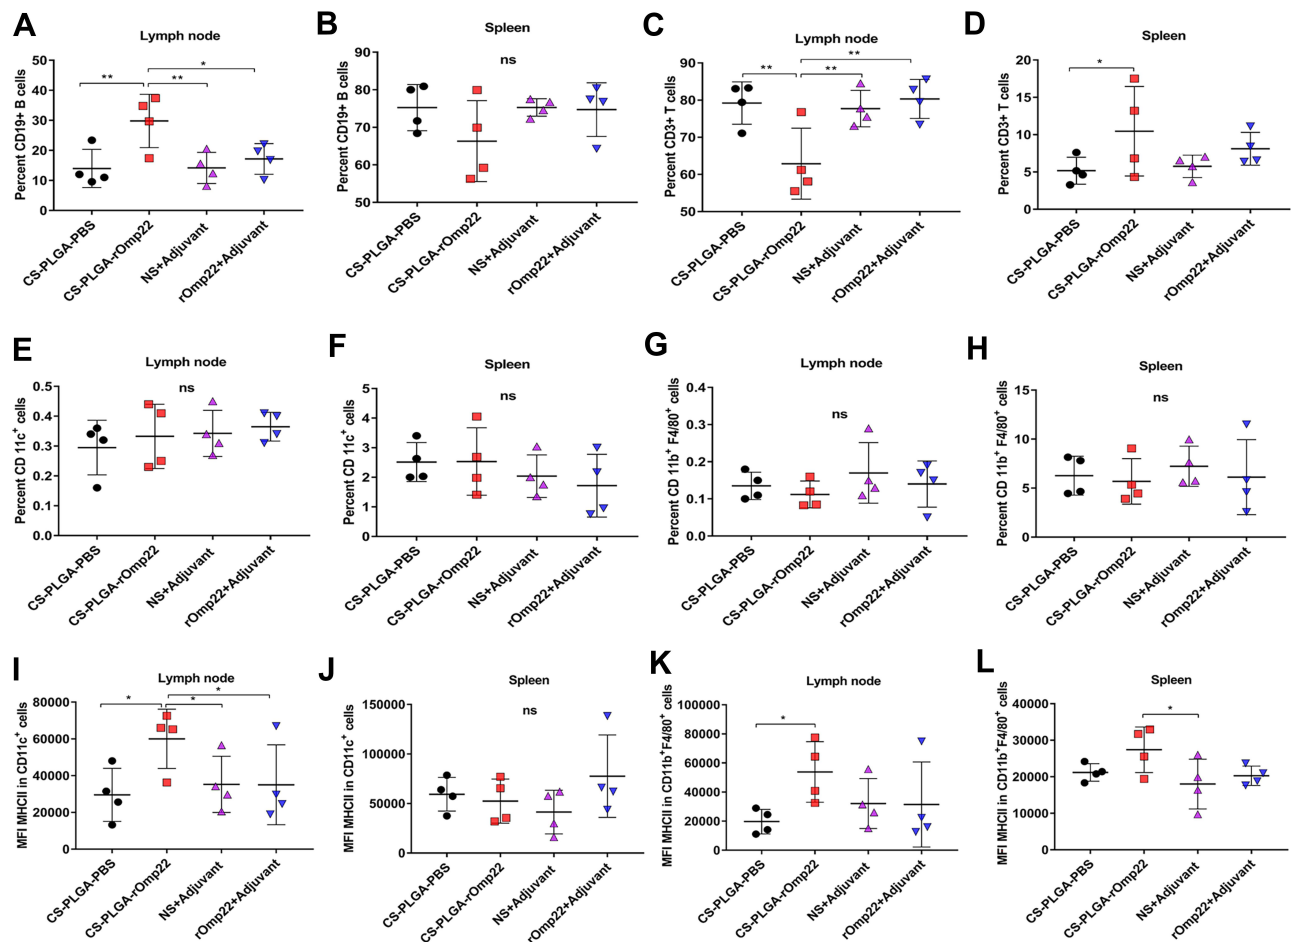 A
Lymph node
Percent CD19+ B cells
50
40
30
20
10
0
**
**
*
CS-PLGA-PBS
CS-PLGA-rOmp22
NS+Adjuvant
rOmp22+Adjuvant
B
Spleen
ns
Percent CD19+ B cells
90
80
70
60
50
CS-PLGA-PBS
CS-PLGA-rOmp22
NS+Adjuvant
rOmp22+Adjuvant
C
Lymph node
Percent CD3+ T cells
90
80
70
60
50
**
**
**
CS-PLGA-PBS
CS-PLGA-rOmp22
NS+Adjuvant
rOmp22+Adjuvant
D
Spleen
Percent CD3+ T cells
20
15
10
5
0
*
CS-PLGA-PBS
CS-PLGA-rOmp22
NS+Adjuvant
rOmp22+Adjuvant
E
Lymph node
ns
Percent CD 11c+ cells
0.5
0.4
0.3
0.2
0.1
0.0
CS-PLGA-PBS
CS-PLGA-rOmp22
NS+Adjuvant
rOmp22+Adjuvant
F
Spleen
ns
Percent CD 11c+ cells
5
4
3
2
1
0
CS-PLGA-PBS
CS-PLGA-rOmp22
NS+Adjuvant
rOmp22+Adjuvant
G
Lymph node
ns
Percent CD 11b+ F4/80+ cells
0.4
0.3
0.2
0.1
0.0
CS-PLGA-PBS
CS-PLGA-rOmp22
NS+Adjuvant
rOmp22+Adjuvant
H
Spleen
ns
Percent CD 11b+ F4/80+ cells
15
10
5
0
CS-PLGA-PBS
CS-PLGA-rOmp22
NS+Adjuvant
rOmp22+Adjuvant
I
Lymph node
MFI MHCII in CD11c+ cells
80000
60000
40000
20000
0
*
*
*
CS-PLGA-PBS
CS-PLGA-rOmp22
NS+Adjuvant
rOmp22+Adjuvant
J
Spleen
ns
MFI MHCII in CD11c+ cells
150000
100000
50000
0
CS-PLGA-PBS
CS-PLGA-rOmp22
NS+Adjuvant
rOmp22+Adjuvant
K
Lymph node
MFI MHCII in CD11b+F4/80+ cells
100000
80000
60000
40000
20000
0
*
CS-PLGA-PBS
CS-PLGA-rOmp22
NS+Adjuvant
rOmp22+Adjuvant
L
Spleen
MFI MHCII in CD11b+F4/80+ cells
40000
30000
20000
10000
0
*
CS-PLGA-PBS
CS-PLGA-rOmp22
NS+Adjuvant
rOmp22+Adjuvant